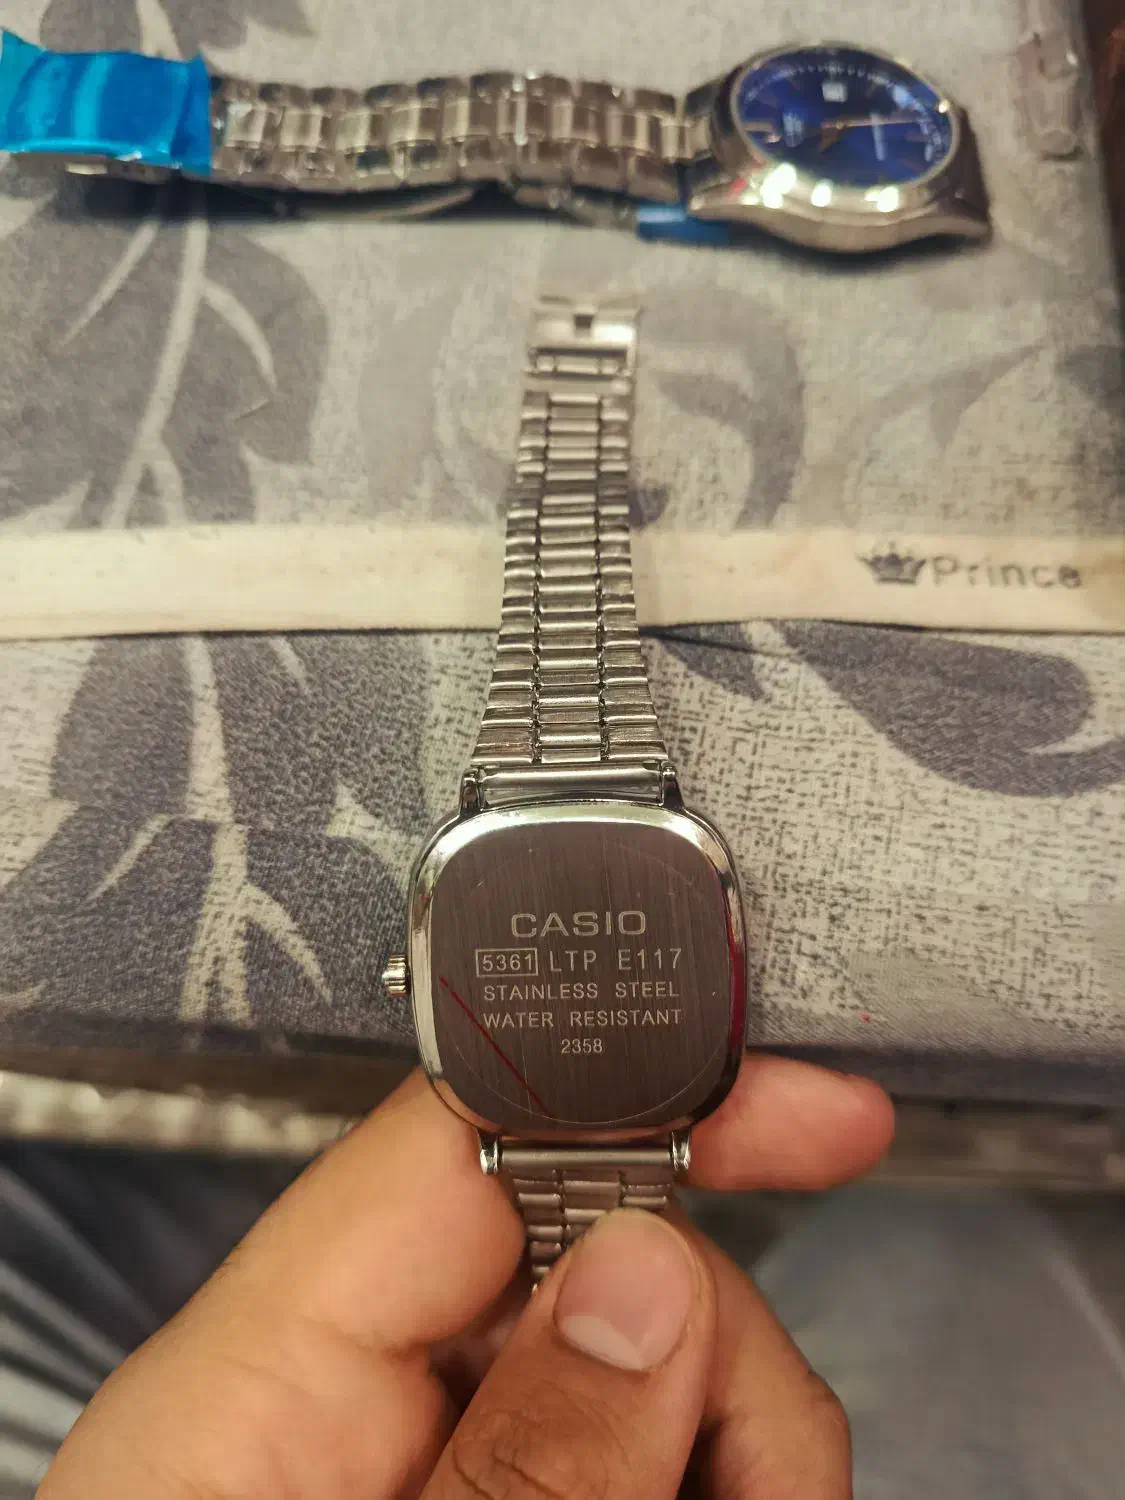 Prince
CASIO
5361 LTP E117
STAINLESS STEEL
WATER RESISTANT
2358